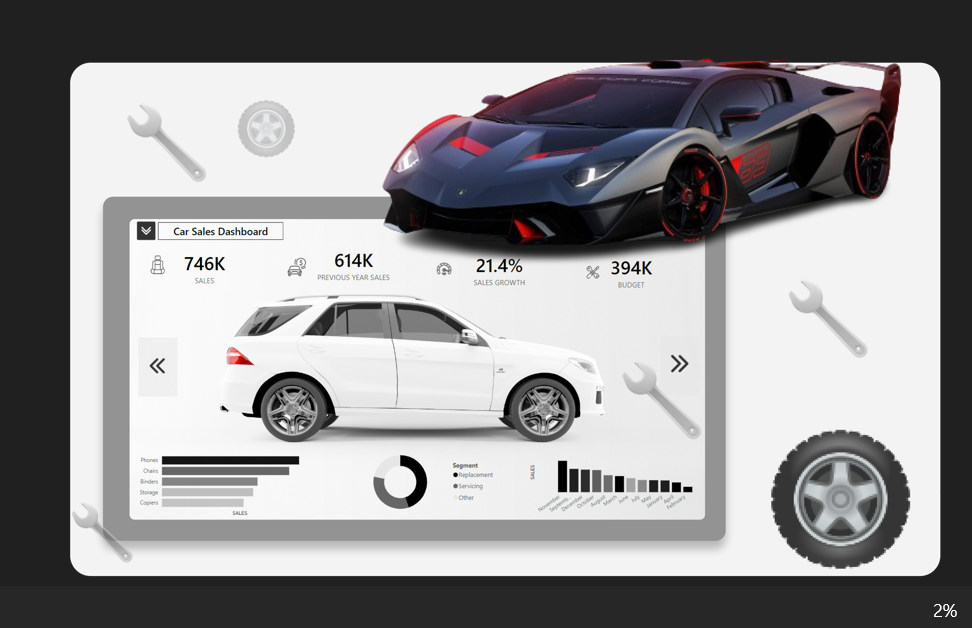 Car Sales Dashboard
746K
SALES
614K
PREVIOUS YEAR SALES
21.4%
SALES GROWTH
394K
BUDGET
Phones
Chairs
Binders
Storage
Copiers
SALES
Segment
Replacement
Servicing
Other
SALES
November
Septemb...
December
October
August
March
June
July
May
January
April
February
2%